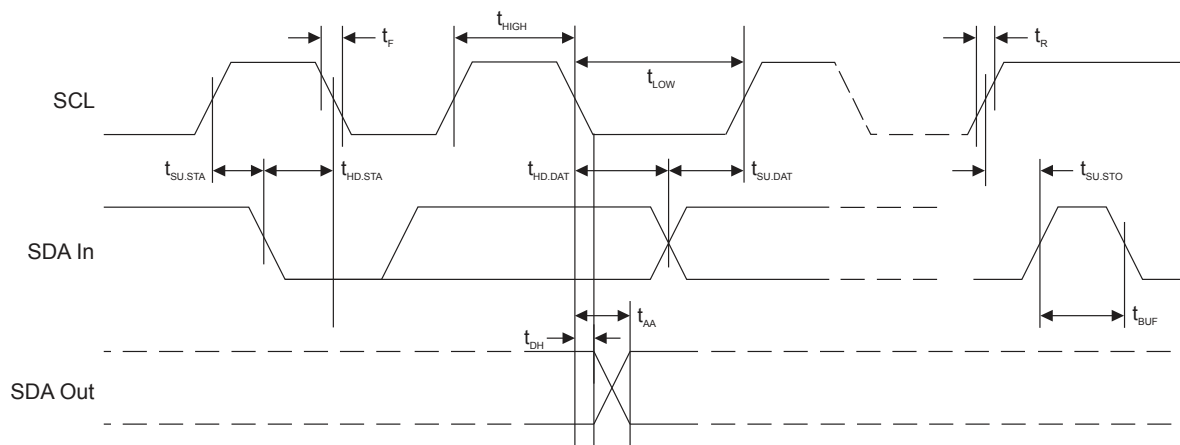 t_HIGH
t_F
t_R
t_LOW
SCL
t_SU.STA
t_HD.STA
t_HD.DAT
t_SU.DAT
t_SU.STO
SDA In
t_AA
t_BUF
t_DH
SDA Out